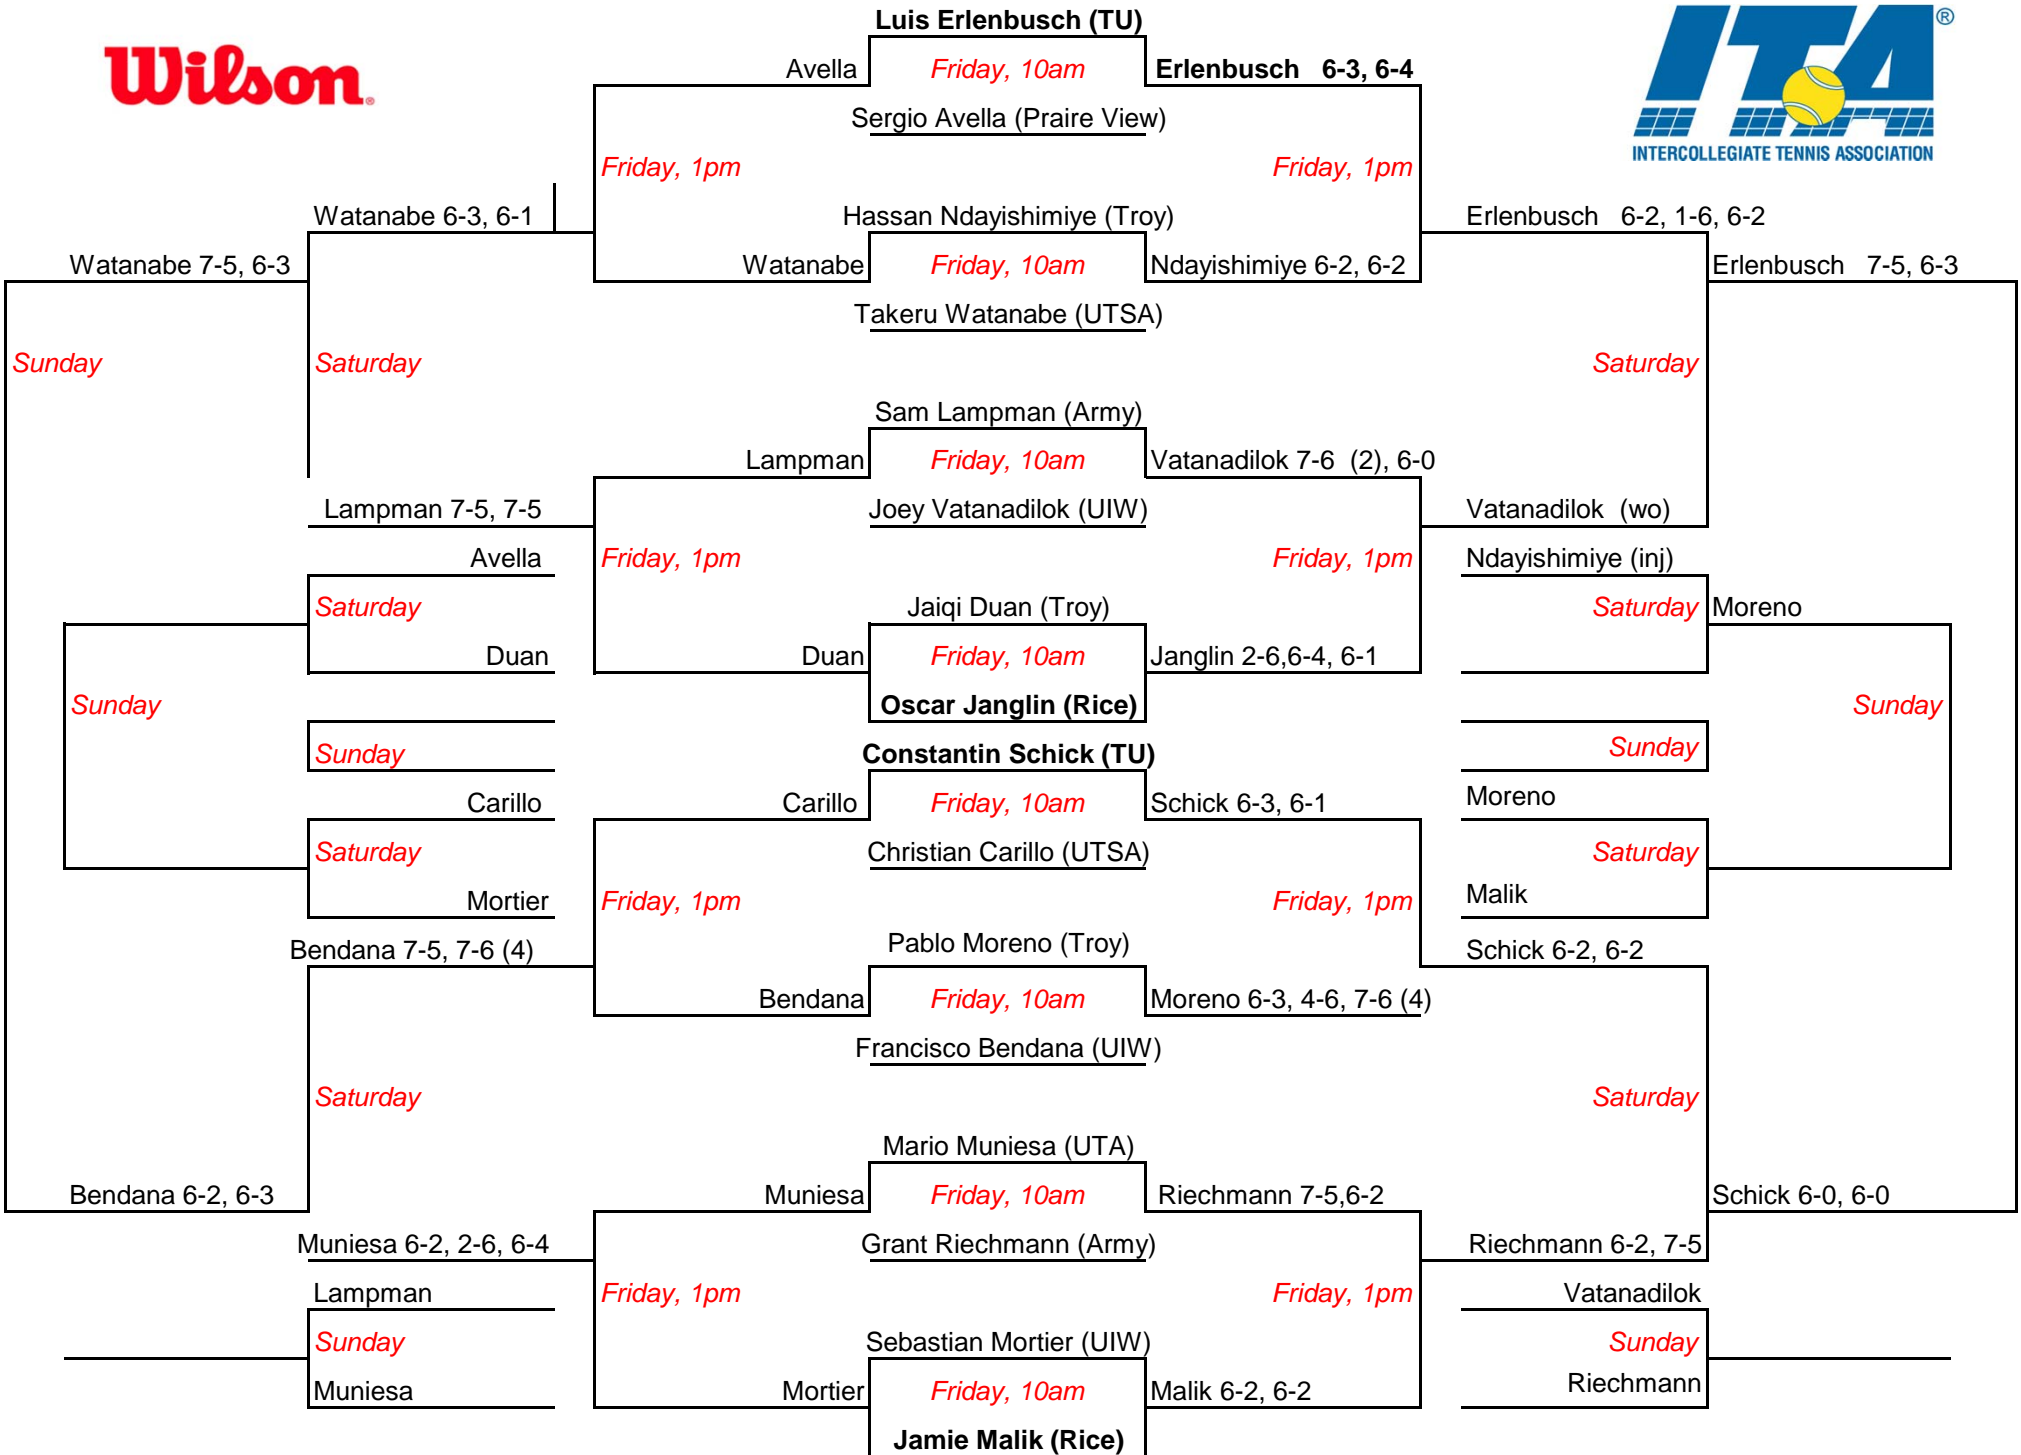 Luis Erlenbusch (TU)
Wilson.
ITA ®
Avella Friday, 10am Erlenbusch 6-3, 6-4
Sergio Avella (Praire View)
INTERCOLLEGIATE TENNIS ASSOCIATION
Friday, 1pm Friday, 1pm
Watanabe 6-3, 6-1 Hassan Ndayishimiye (Troy) Erlenbusch 6-2, 1-6, 6-2
Watanabe 7-5, 6-3 Watanabe Friday, 10am Ndayishimiye 6-2, 6-2 Erlenbusch 7-5, 6-3
Takeru Watanabe (UTSA)
Sunday Saturday Saturday
Sam Lampman (Army)
Lampman Friday, 10am Vatanadilok 7-6 (2), 6-0
Lampman 7-5, 7-5 Joey Vatanadilok (UIW) Vatanadilok (wo)
Avella Friday, 1pm Friday, 1pm Ndayishimiye (inj)
Saturday Jaiqi Duan (Troy) Saturday Moreno
Duan Duan Friday, 10am Janglin 2-6,6-4, 6-1
Sunday Oscar Janglin (Rice) Sunday
Sunday Constantin Schick (TU) Sunday
Carillo Carillo Friday, 10am Schick 6-3, 6-1 Moreno
Saturday Christian Carillo (UTSA) Saturday
Mortier Friday, 1pm Friday, 1pm Malik
Bendana 7-5, 7-6 (4) Pablo Moreno (Troy) Schick 6-2, 6-2
Bendana Friday, 10am Moreno 6-3, 4-6, 7-6 (4)
Francisco Bendana (UIW)
Saturday Saturday
Mario Muniesa (UTA)
Bendana 6-2, 6-3 Muniesa Friday, 10am Riechmann 7-5,6-2 Schick 6-0, 6-0
Muniesa 6-2, 2-6, 6-4 Grant Riechmann (Army) Riechmann 6-2, 7-5
Lampman Friday, 1pm Friday, 1pm Vatanadilok
Sunday Sebastian Mortier (UIW) Sunday
Muniesa Mortier Friday, 10am Malik 6-2, 6-2 Riechmann
Jamie Malik (Rice)